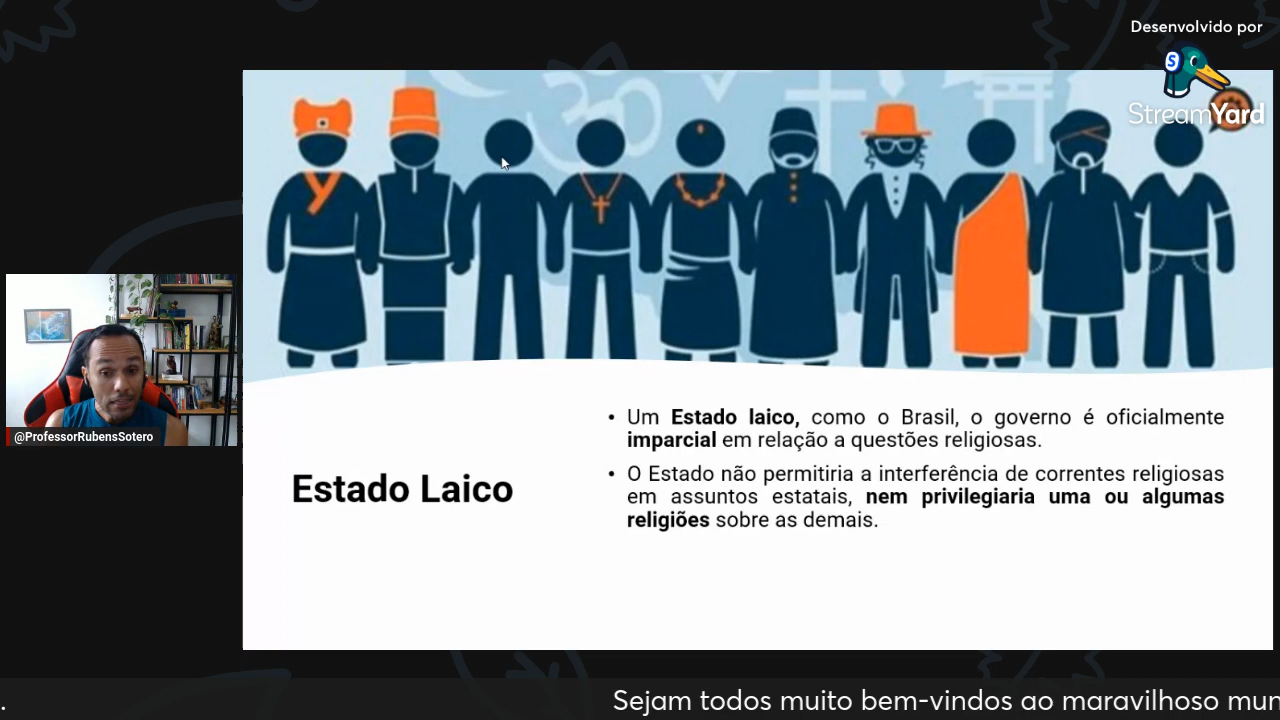 Desenvolvido por
StreamYard
@ProfessorRubensSotero
Estado Laico
• Um Estado laico, como o Brasil, o governo é oficialmente
imparcial em relação a questões religiosas.
• O Estado não permitiria a interferência de correntes religiosas
em assuntos estatais, nem privilegiaria uma ou algumas
religiões sobre as demais.
. Sejam todos muito bem-vindos ao maravilhoso mun